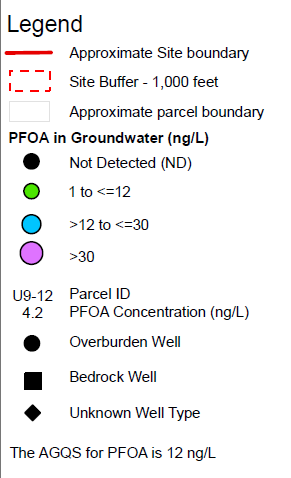 Legend
Approximate Site boundary
Site Buffer - 1,000 feet
Approximate parcel boundary
PFOA in Groundwater (ng/L)
Not Detected (ND)
1 to <=12
>12 to <=30
>30
U9-12 Parcel ID
4.2 PFOA Concentration (ng/L)
Overburden Well
Bedrock Well
Unknown Well Type
The AGQS for PFOA is 12 ng/L